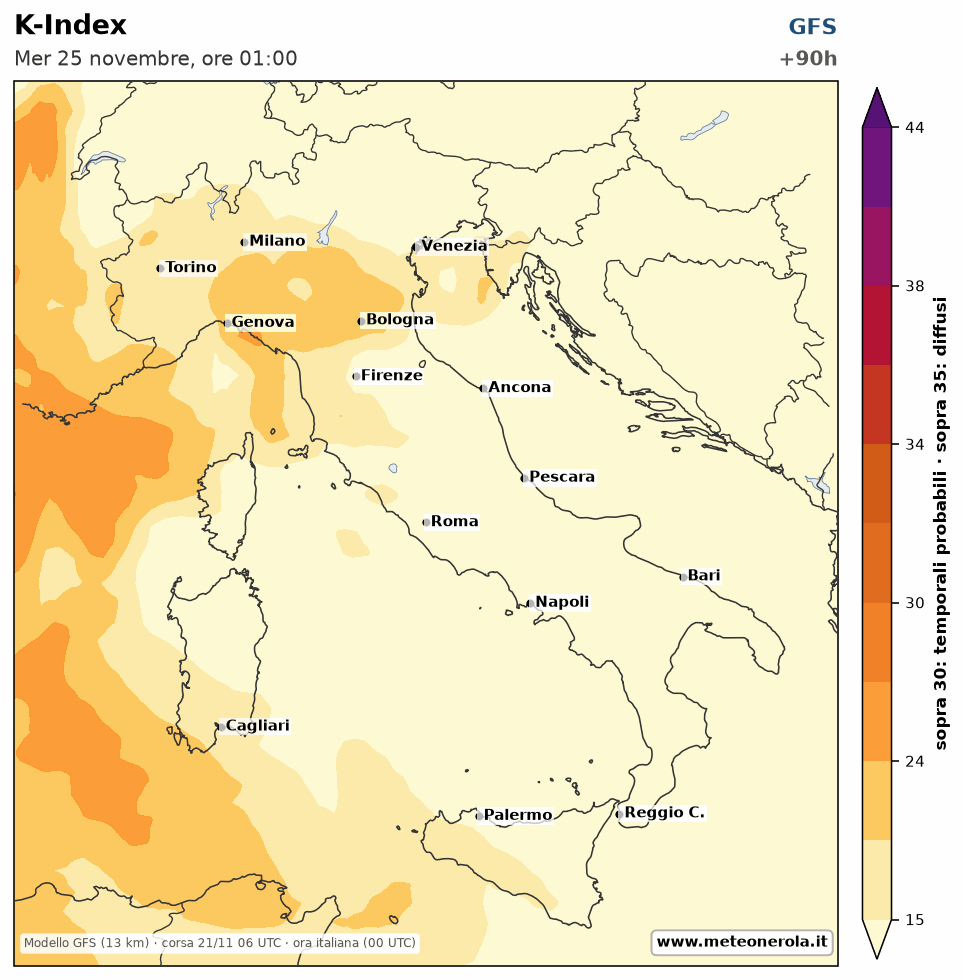 K-Index
GFS
Mer 25 novembre, ore 01:00
+90h
Milano
Venezia
Torino
Genova
Bologna
Firenze
Ancona
Pescara
Roma
Bari
Napoli
Cagliari
Palermo
Reggio C.
44
38
34
30
24
15
sopra 30: temporali probabili · sopra 35: diffusi
Modello GFS (13 km) · corsa 21/11 06 UTC · ora italiana (00 UTC)
www.meteonerola.it